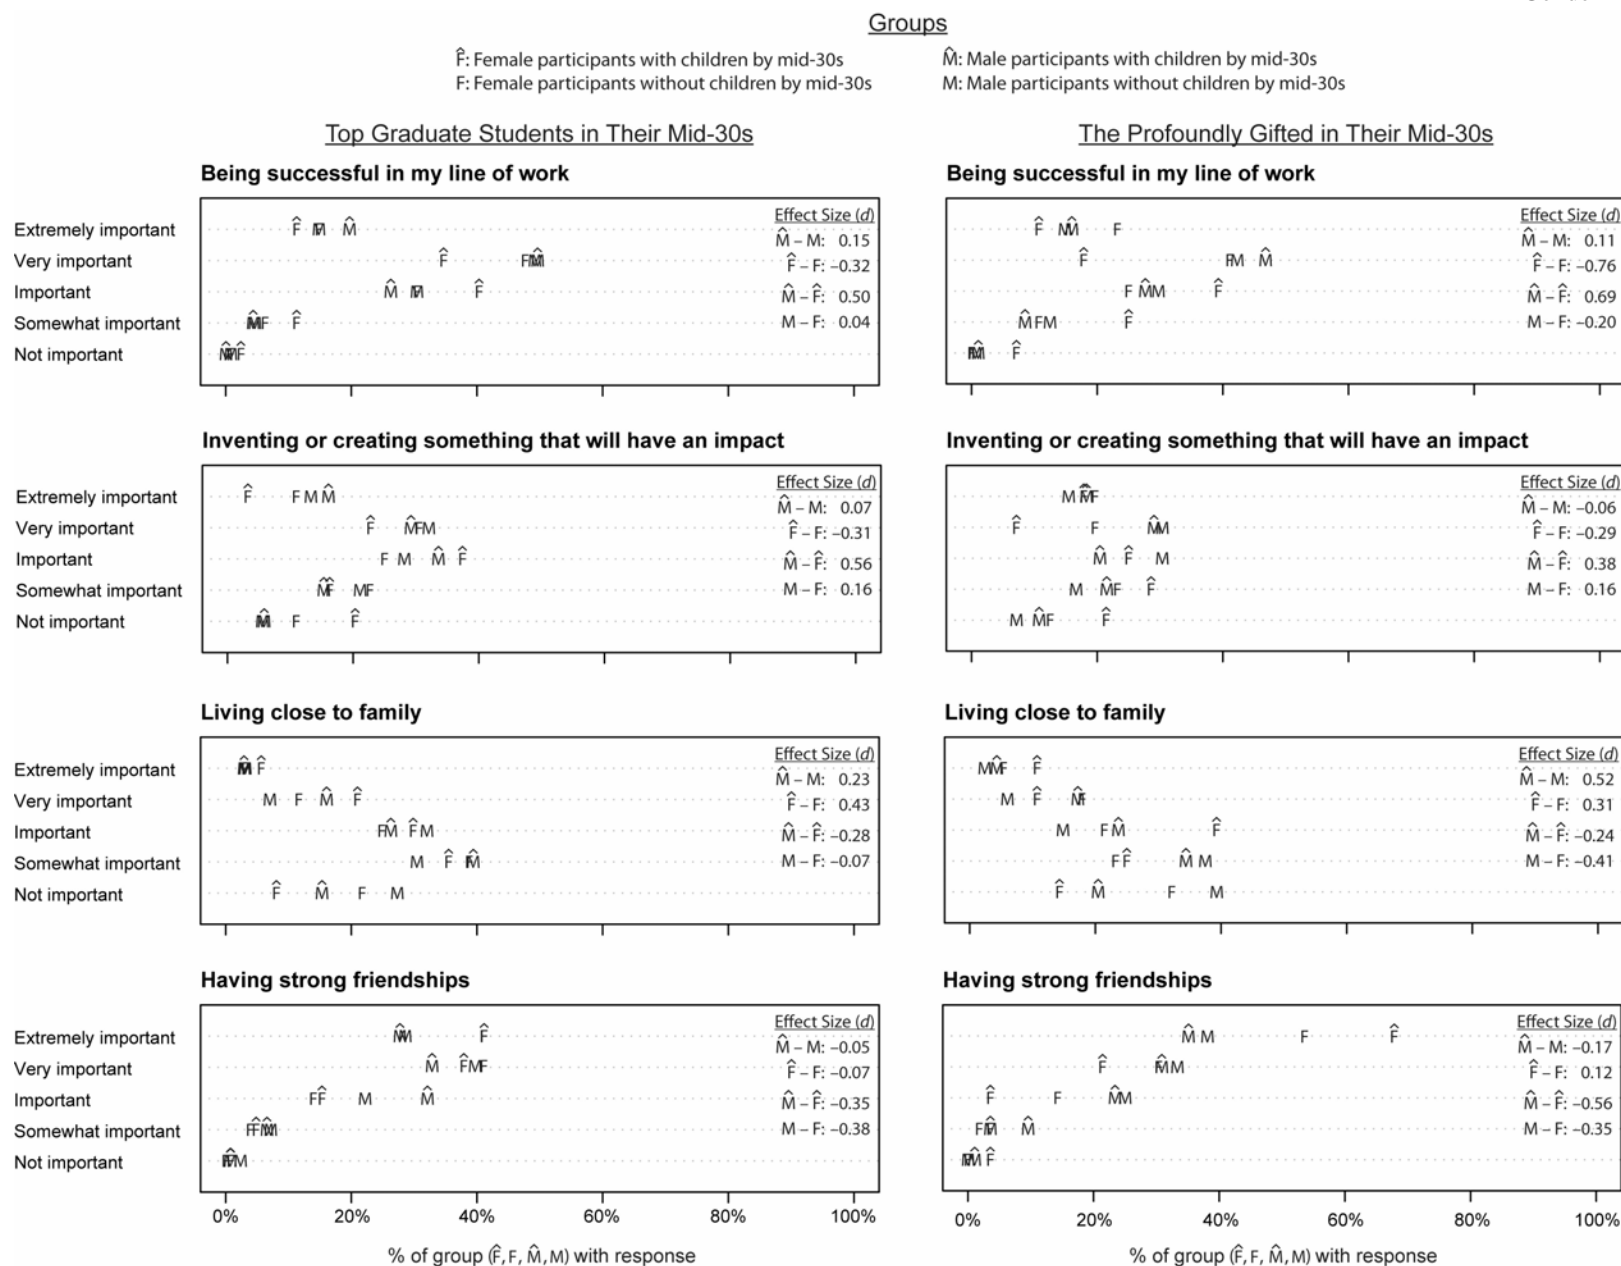 Groups
F̂: Female participants with children by mid-30s
F: Female participants without children by mid-30s
M̂: Male participants with children by mid-30s
M: Male participants without children by mid-30s
Top Graduate Students in Their Mid-30s
The Profoundly Gifted in Their Mid-30s
Being successful in my line of work
Extremely important
Very important
Important
Somewhat important
Not important
Effect Size (d)
M̂ – M: 0.15
F̂ – F: –0.32
M̂ – F̂: 0.50
M – F: 0.04
Being successful in my line of work
Effect Size (d)
M̂ – M: 0.11
F̂ – F: –0.76
M̂ – F̂: 0.69
M – F: –0.20
Inventing or creating something that will have an impact
Extremely important
Very important
Important
Somewhat important
Not important
Effect Size (d)
M̂ – M: 0.07
F̂ – F: –0.31
M̂ – F̂: 0.56
M – F: 0.16
Inventing or creating something that will have an impact
Effect Size (d)
M̂ – M: –0.06
F̂ – F: –0.29
M̂ – F̂: 0.38
M – F: 0.16
Living close to family
Extremely important
Very important
Important
Somewhat important
Not important
Effect Size (d)
M̂ – M: 0.23
F̂ – F: 0.43
M̂ – F̂: –0.28
M – F: –0.07
Living close to family
Effect Size (d)
M̂ – M: 0.52
F̂ – F: 0.31
M̂ – F̂: –0.24
M – F: –0.41
Having strong friendships
Extremely important
Very important
Important
Somewhat important
Not important
Effect Size (d)
M̂ – M: –0.05
F̂ – F: –0.07
M̂ – F̂: –0.35
M – F: –0.38
0% 20% 40% 60% 80% 100%
% of group (F̂, F, M̂, M) with response
Having strong friendships
Effect Size (d)
M̂ – M: –0.17
F̂ – F: 0.12
M̂ – F̂: –0.56
M – F: –0.35
0% 20% 40% 60% 80% 100%
% of group (F̂, F, M̂, M) with response